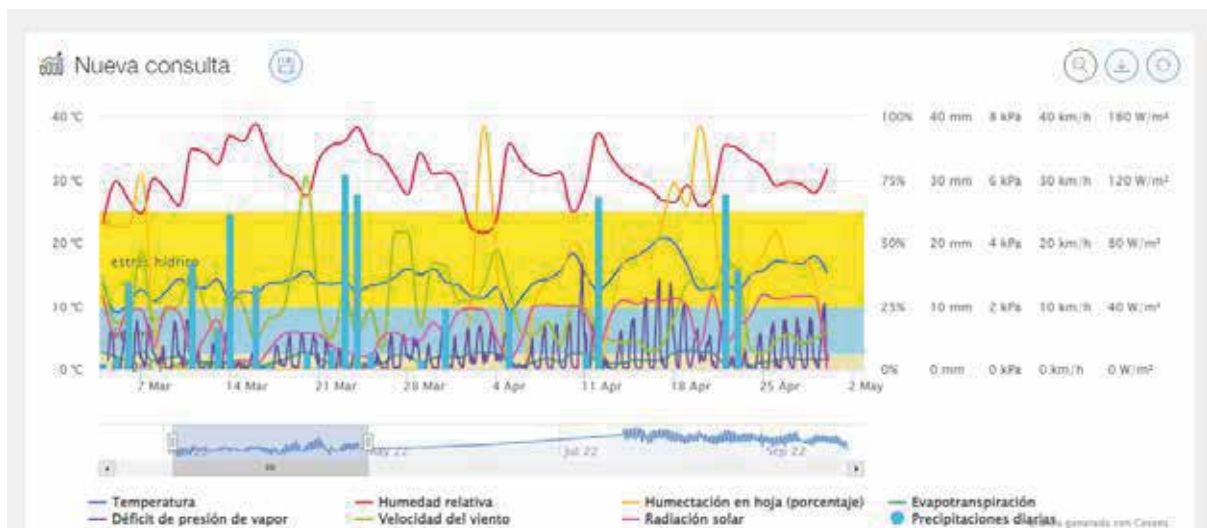 Nueva consulta
40 °C 100% 40 mm 8 kPa 40 km/h 160 W/m²
30 °C 75% 30 mm 6 kPa 30 km/h 120 W/m²
20 °C 50% 20 mm 4 kPa 20 km/h 80 W/m²
estrés hídrico
10 °C 25% 10 mm 2 kPa 10 km/h 40 W/m²
0 °C 0% 0 mm 0 kPa 0 km/h 0 W/m²
7 Mar 14 Mar 21 Mar 28 Mar 4 Apr 11 Apr 18 Apr 25 Apr 2 May
22 May 22 Jul 22 Sep 22
Temperatura Humedad relativa Humectación en hoja (porcentaje) Evapotranspiración
Déficit de presión de vapor Velocidad del viento Radiación solar Precipitaciones diarias
generada con Cesens